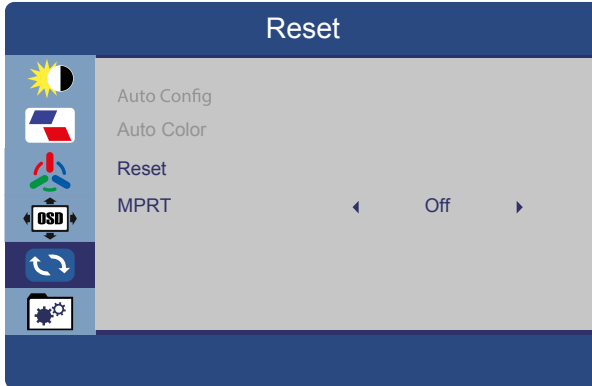 Reset
Auto Config
Auto Color
Reset
MPRT Off
OSD